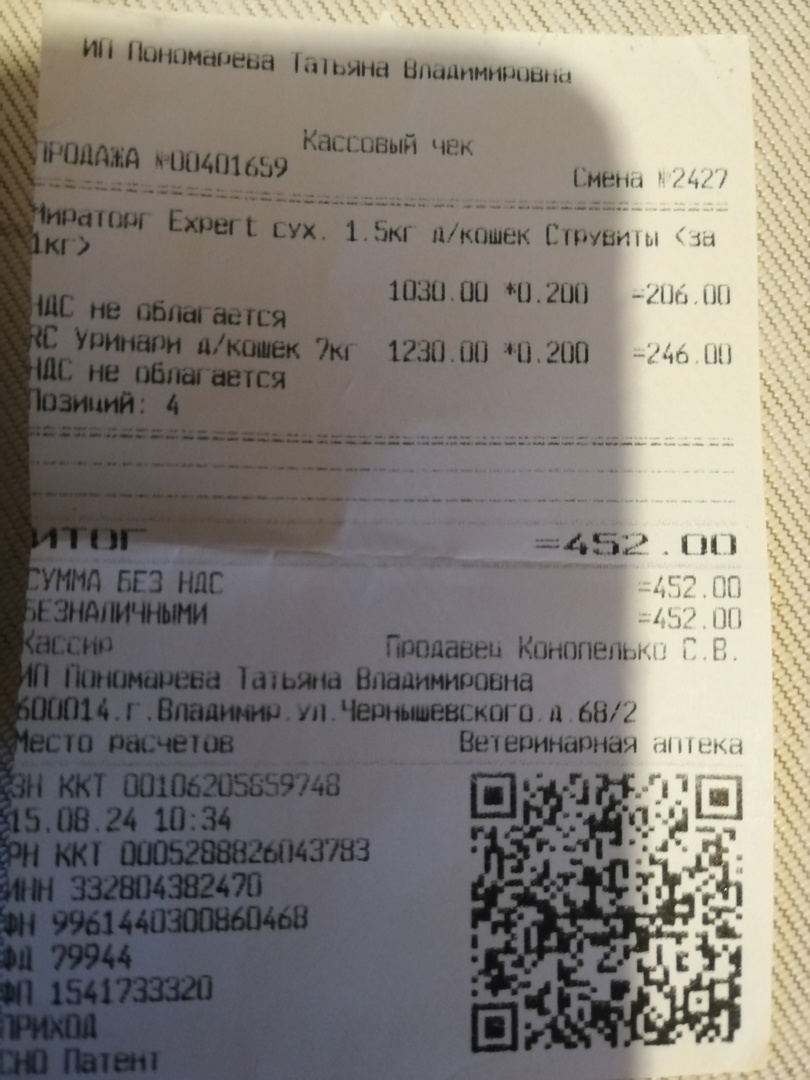 ИП Пономарева Татьяна Владимировна
Кассовый чек
ПРОДАЖА №00401659
Смена №2427
Мираторг Expert сух. 1.5кг д/кошек Струвиты <за
1кг>
1030.00 *0.200 =206.00
НДС не облагается
RC Уринари д/кошек 7кг 1230.00 *0.200 =246.00
НДС не облагается
Позиций: 4
ИТОГ =452.00
СУММА БЕЗ НДС =452.00
БЕЗНАЛИЧНЫМИ =452.00
Кассир Продавец Конопелько С.В.
ИП Пономарева Татьяна Владимировна
600014.г.Владимир.ул.Чернышевского.д.68/2
Место расчетов Ветеринарная аптека
ЗН ККТ 00106205659748
15.08.24 10:34
РН ККТ 0005288826043783
ИНН 332804382470
ФН 9961440300860468
ФД 79944
ФП 1541733320
ПРИХОД
СНО Патент